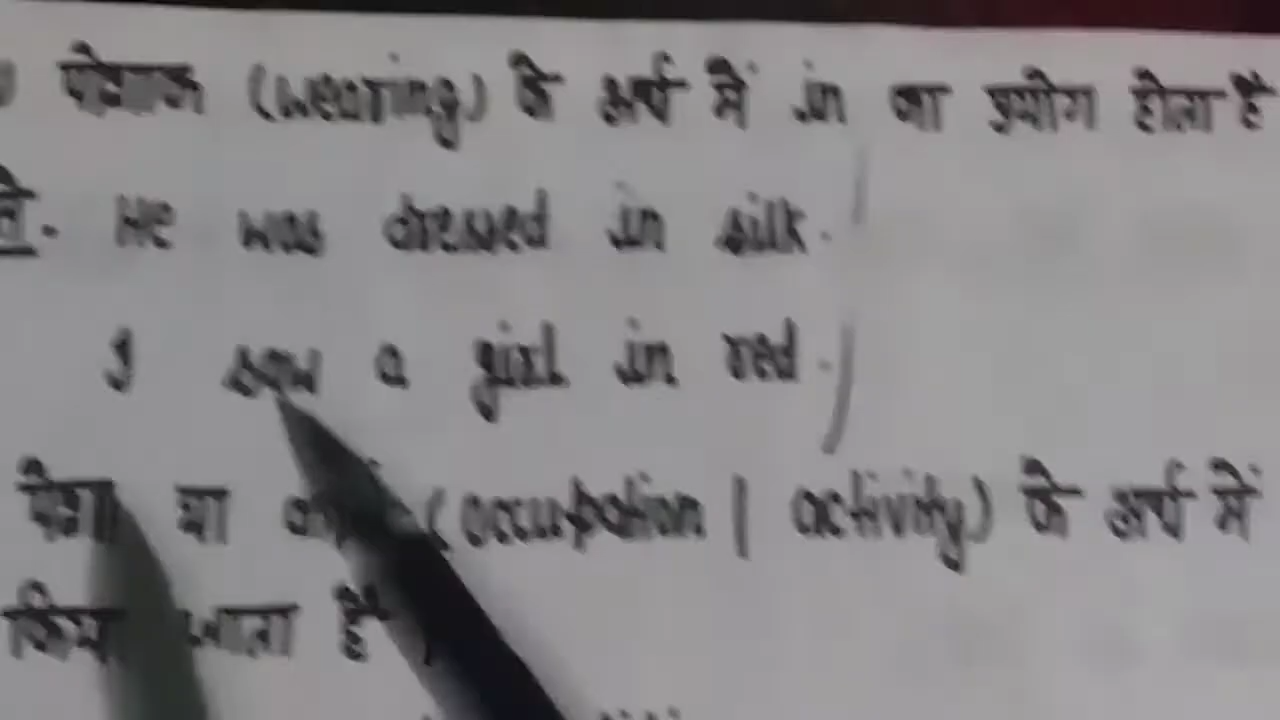 पोशाक (wearing) के अर्थ में in का प्रयोग होता है
He was dressed in silk.
I saw a girl in red.
पेशा या (occupation | activity) के अर्थ में
किया जाता है